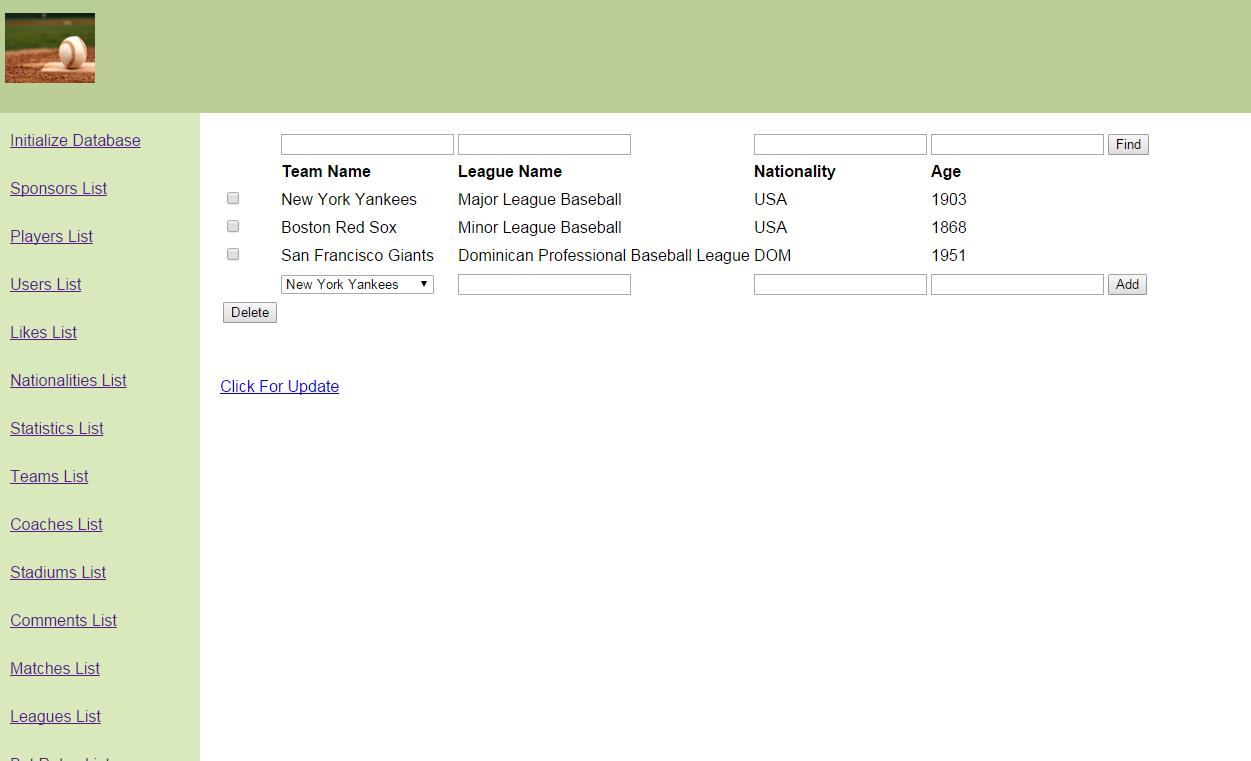 Initialize Database
Sponsors List
Players List
Users List
Likes List
Nationalities List
Statistics List
Teams List
Coaches List
Stadiums List
Comments List
Matches List
Leagues List
Find
Team Name League Name Nationality Age
New York Yankees Major League Baseball USA 1903
Boston Red Sox Minor League Baseball USA 1868
San Francisco Giants Dominican Professional Baseball League DOM 1951
New York Yankees Add
Delete
Click For Update